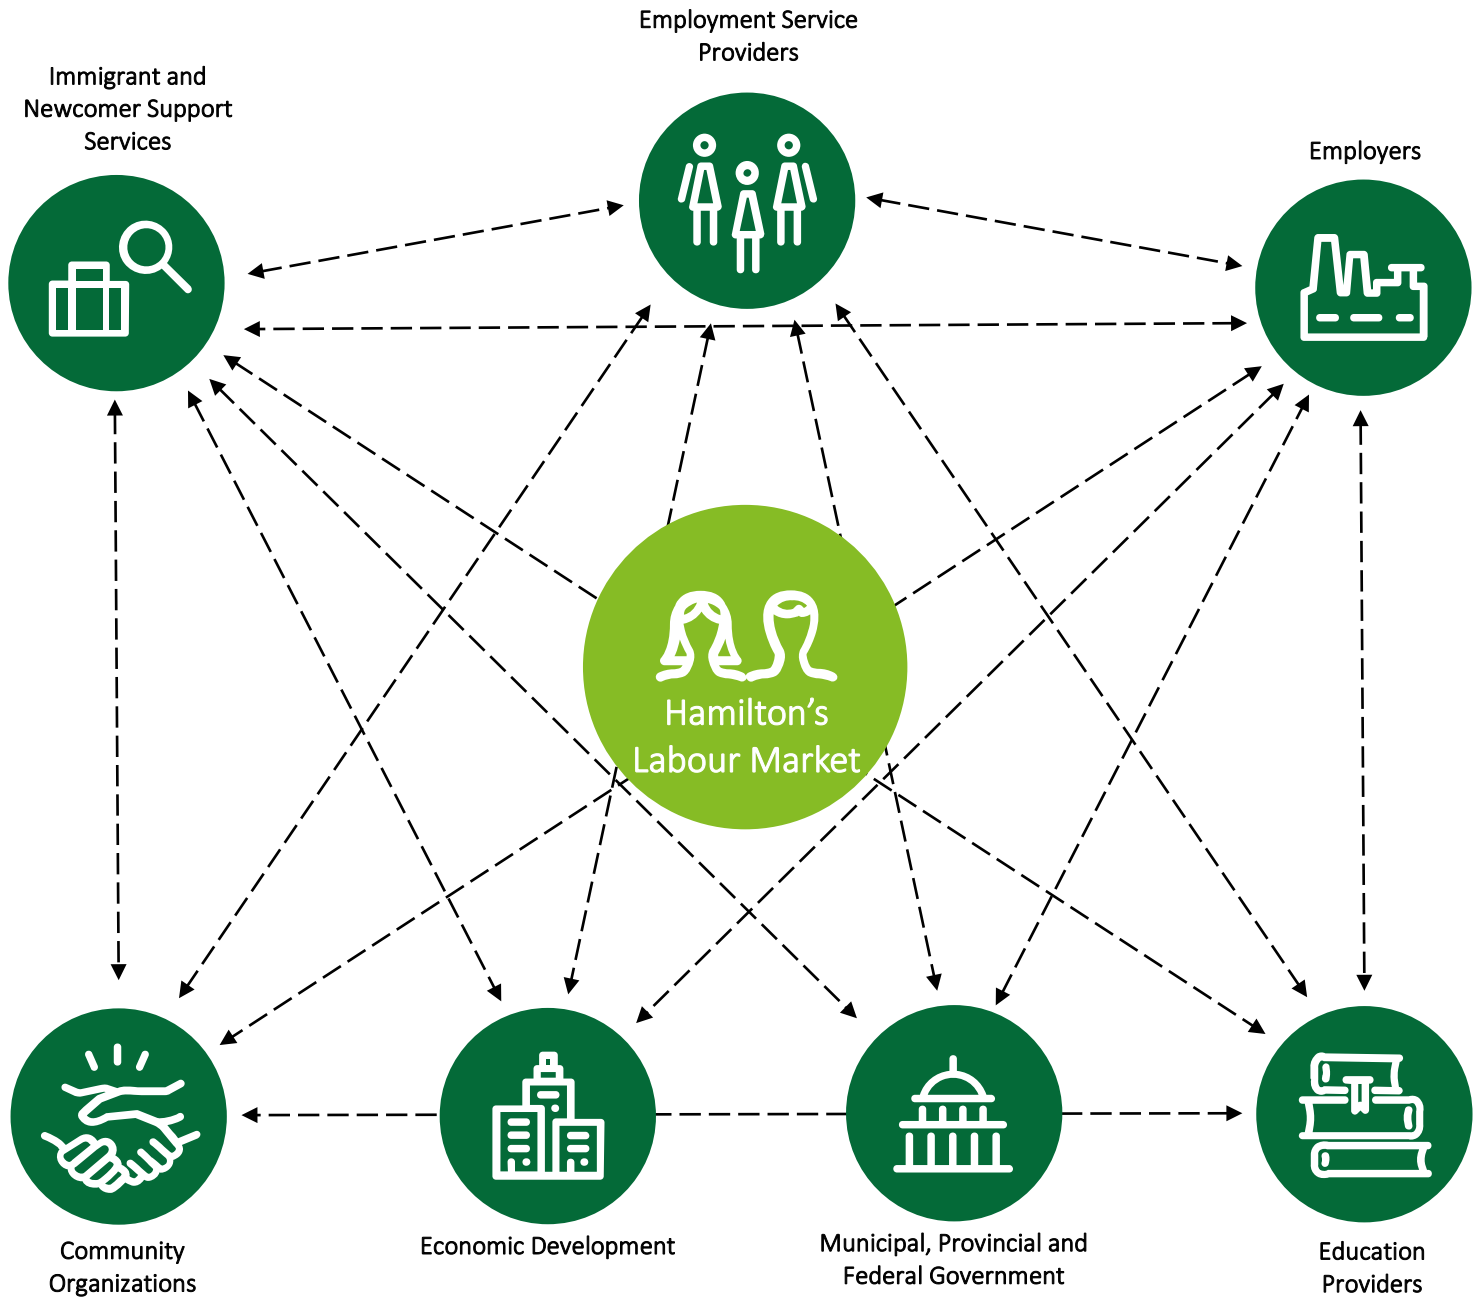 Employment Service
Providers
Immigrant and
Newcomer Support
Services
Employers
Hamilton's
Labour Market
Community
Organizations
Economic Development
Municipal, Provincial and
Federal Government
Education
Providers